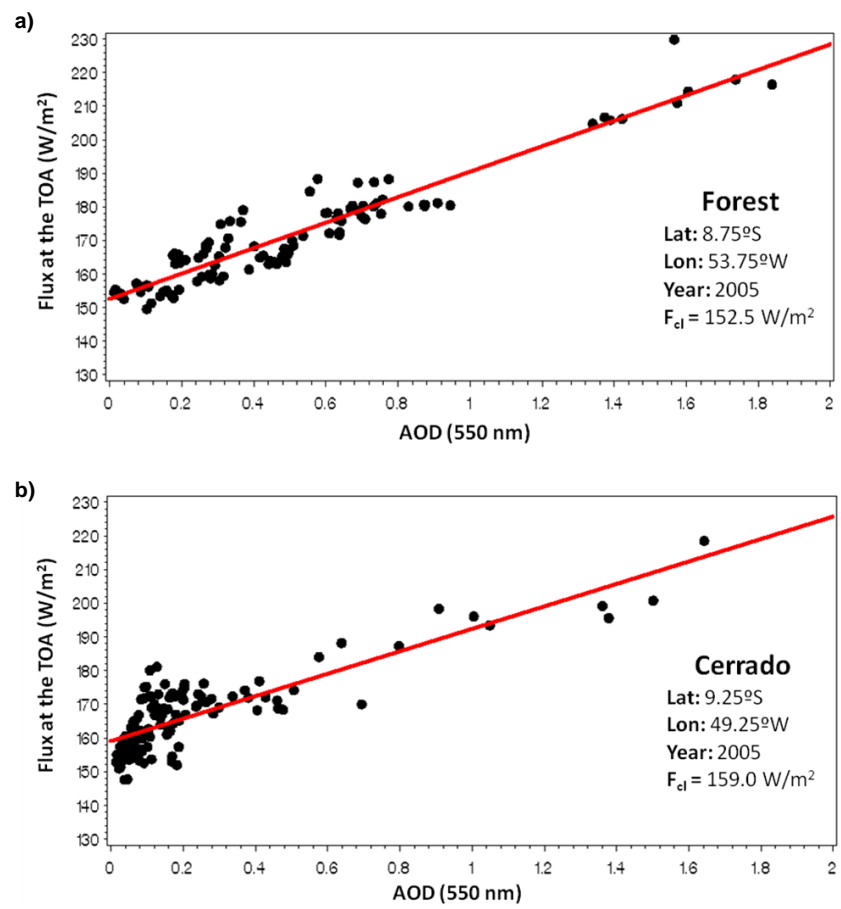 a)
Flux at the TOA (W/m²)
230
220
210
200
190
180
170
160
150
140
130
0 0.2 0.4 0.6 0.8 1 1.2 1.4 1.6 1.8 2
AOD (550 nm)
Forest
Lat: 8.75ºS
Lon: 53.75ºW
Year: 2005
Fcl = 152.5 W/m²
b)
Flux at the TOA (W/m²)
230
220
210
200
190
180
170
160
150
140
130
0 0.2 0.4 0.6 0.8 1 1.2 1.4 1.6 1.8 2
AOD (550 nm)
Cerrado
Lat: 9.25ºS
Lon: 49.25ºW
Year: 2005
Fcl = 159.0 W/m²